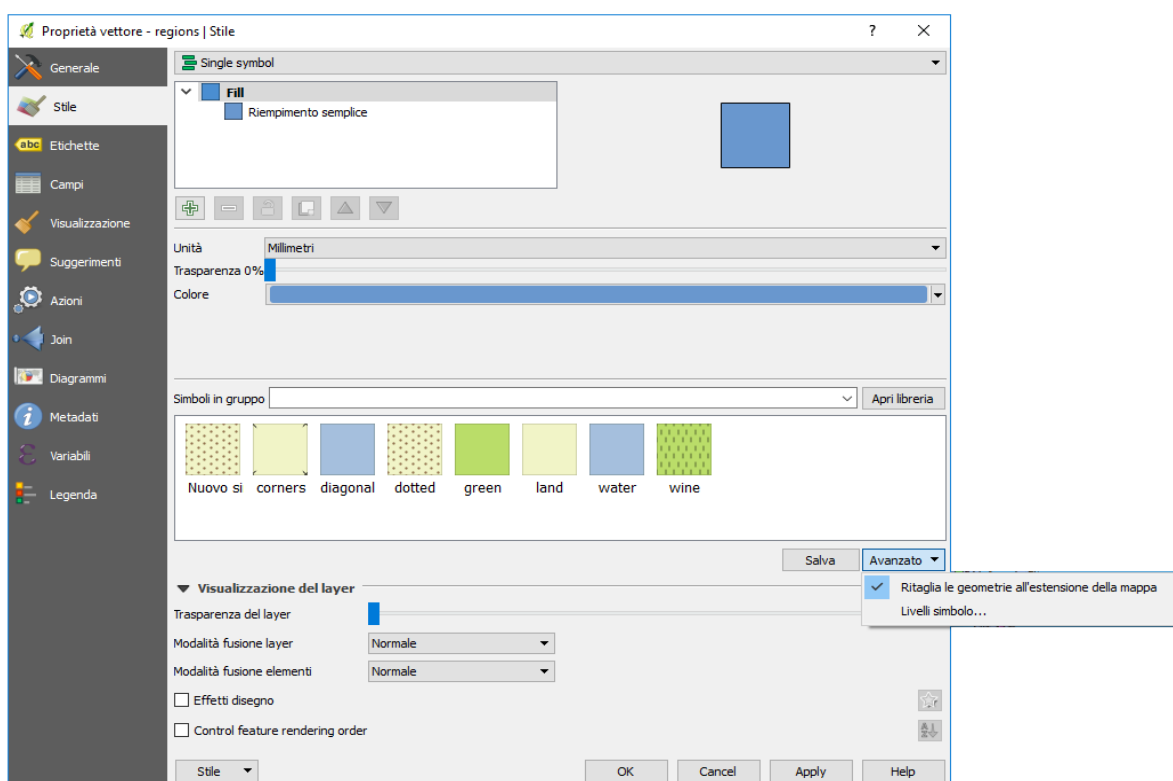 Proprietà vettore - regions | Stile
?
Generale
Stile
abc Etichette
Campi
Visualizzazione
Suggerimenti
Azioni
Join
Diagrammi
Metadati
Variabili
Legenda
Single symbol
Fill
Riempimento semplice
Unità Millimetri
Trasparenza 0%
Colore
Simboli in gruppo Apri libreria
Nuovo si corners diagonal dotted green land water wine
Salva Avanzato
Ritaglia le geometrie all'estensione della mappa
Livelli simbolo...
Visualizzazione del layer
Trasparenza del layer
Modalità fusione layer Normale
Modalità fusione elementi Normale
Effetti disegno
Control feature rendering order
Stile OK Cancel Apply Help